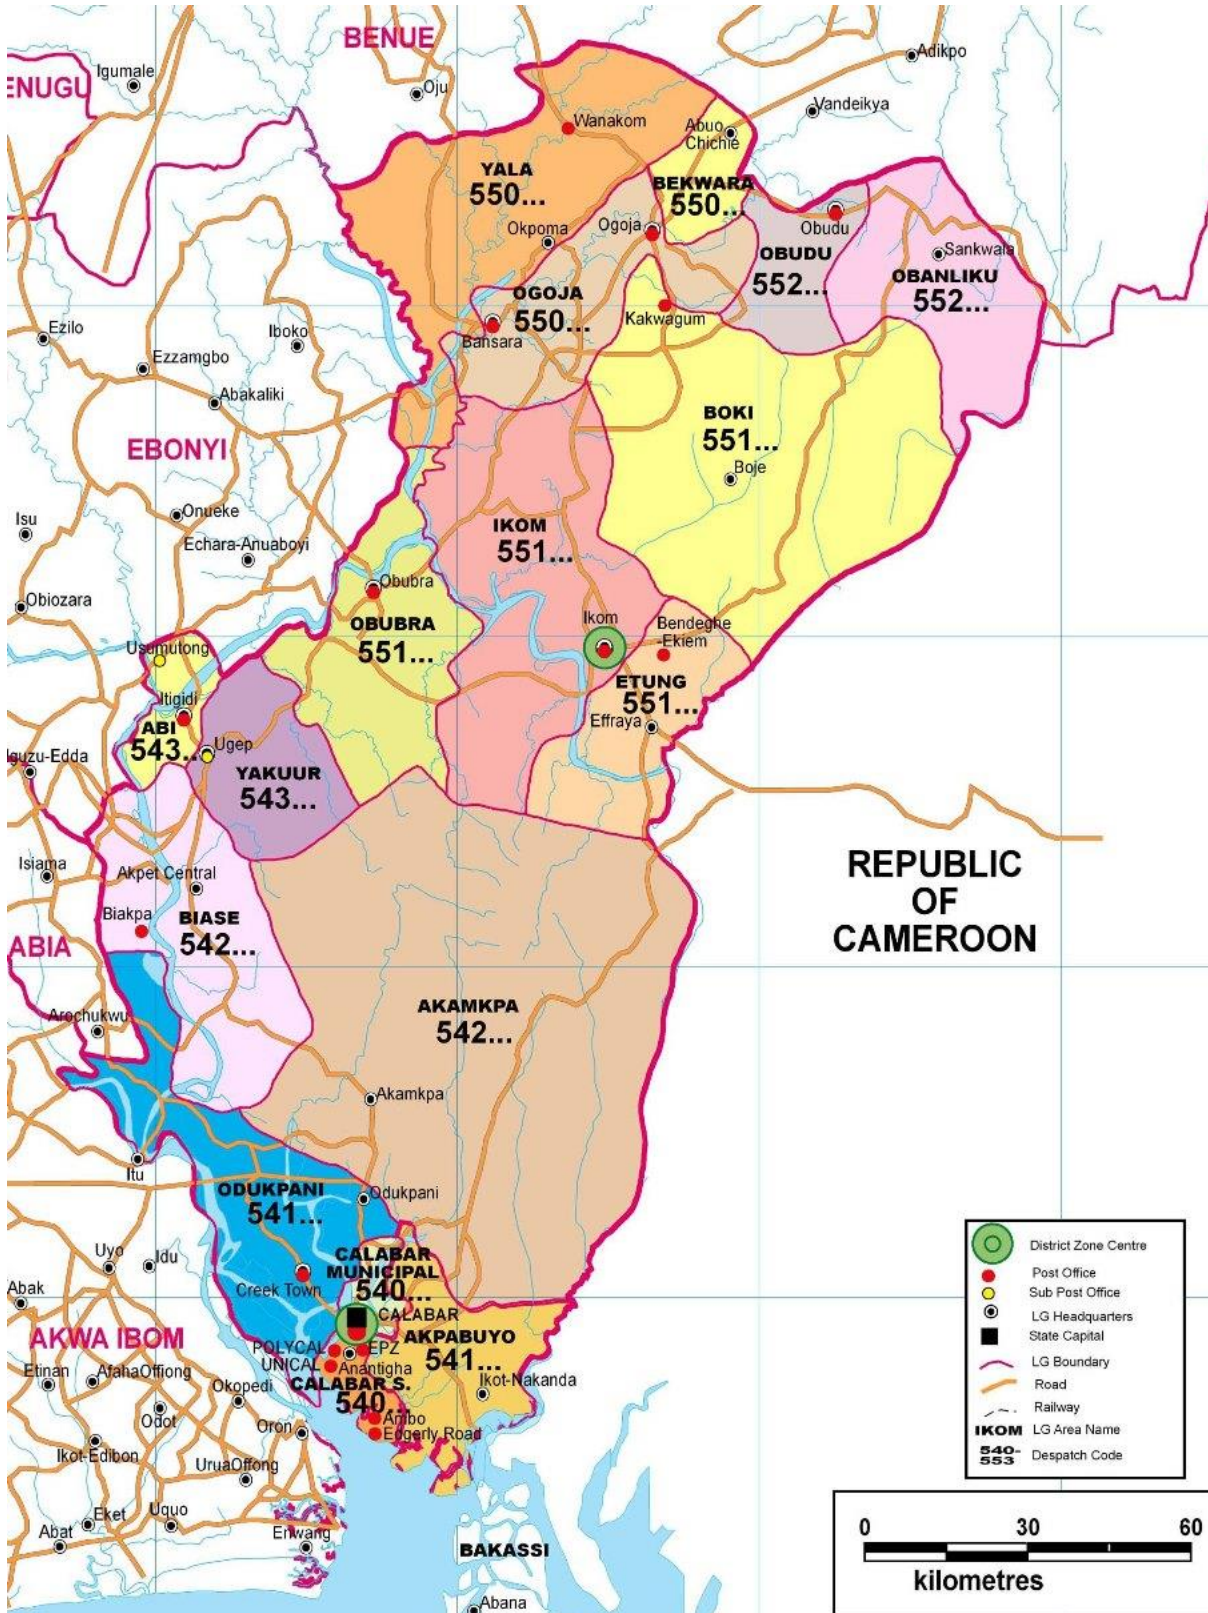 BENUE
Adikpo
Igumale
ENUGU
Oju
Vandeikya
Wanakom
Abuo
Chichie
YALA
550...
BEKWARA
550...
Okpoma
Ogoja
Obudu
OBUDU
552...
Sankwala
OBANLIKU
552...
OGOJA
550...
Bansara
Kakwagum
Ezilo
Iboko
Ezzamgbo
Abakaliki
BOKI
551...
Boje
EBONYI
Onueke
Isu
Echara-Anuaboyi
IKOM
551...
Obiozara
Obubra
OBUBRA
551...
Ikom
Bendeghe
-Ekiem
Usumutong
ETUNG
551...
Effraya
Itigidi
ABI
543...
Ugep
guzu-Edda
YAKUUR
543...
Isiama
Akpet Central
REPUBLIC
OF
CAMEROON
Biakpa
BIASE
542...
ABIA
Arochukwu
AKAMKPA
542...
Akamkpa
Itu
ODUKPANI
541...
Odukpani
Uyo
Idu
CALABAR
MUNICIPAL
540...
Creek Town
Abak
CALABAR
AKWA IBOM
POLYCAL
EPZ
AKPABUYO
541...
UNICAL
Anantigha
Etinan
AfahaOffiong
Okopedi
CALABAR S.
540...
Ikot-Nakanda
Odot
Oron
Ambo
Edgerly Road
Ikot-Edibon
UruaOffong
Eket
Uquo
Abat
Enwang
BAKASSI
Abana
District Zone Centre
Post Office
Sub Post Office
LG Headquarters
State Capital
LG Boundary
Road
Railway
IKOM LG Area Name
540-
553 Despatch Code
0 30 60
kilometres